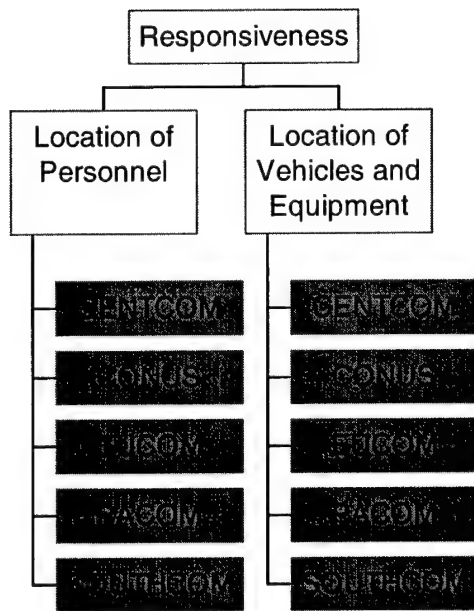 Responsiveness
Location of
Personnel
Location of
Vehicles and
Equipment
CENTCOM
CONUS
EUCOM
PACOM
SOUTHCOM
CENTCOM
CONUS
EUCOM
PACOM
SOUTHCOM